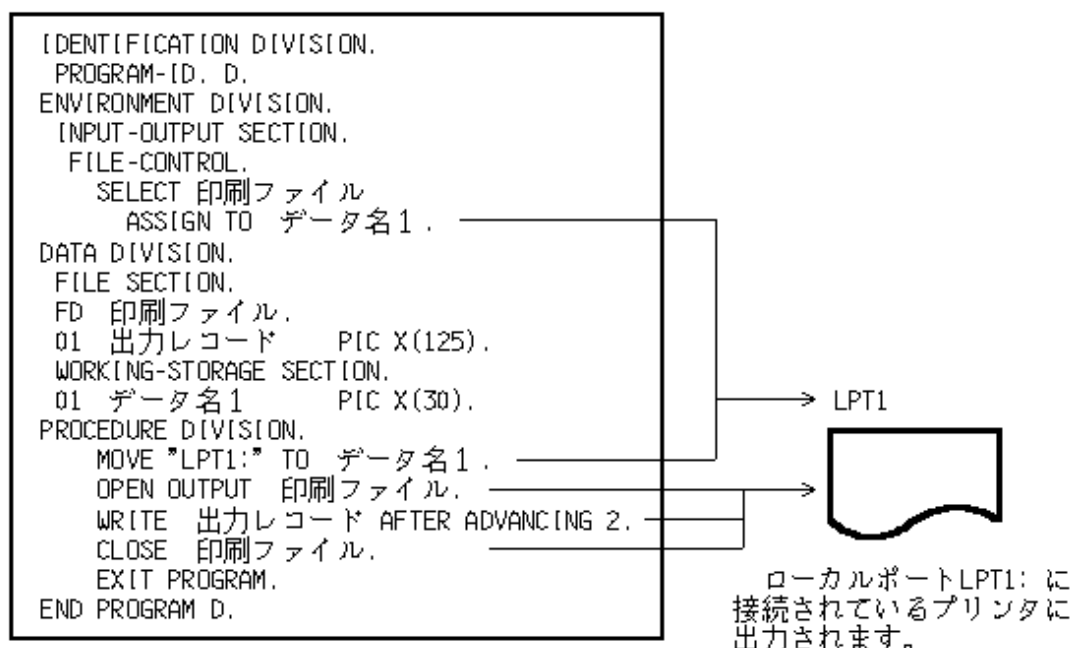 IDENTIFICATION DIVISION.
PROGRAM-ID. D.
ENVIRONMENT DIVISION.
INPUT-OUTPUT SECTION.
FILE-CONTROL.
SELECT 印刷ファイル
ASSIGN TO データ名1.
DATA DIVISION.
FILE SECTION.
FD 印刷ファイル.
01 出力レコード PIC X(125).
WORKING-STORAGE SECTION.
01 データ名1 PIC X(30).
PROCEDURE DIVISION.
MOVE "LPT1:" TO データ名1.
OPEN OUTPUT 印刷ファイル.
WRITE 出力レコード AFTER ADVANCING 2.
CLOSE 印刷ファイル.
EXIT PROGRAM.
END PROGRAM D.
LPT1
ローカルポートLPT1: に
接続されているプリンタに
出力されます。